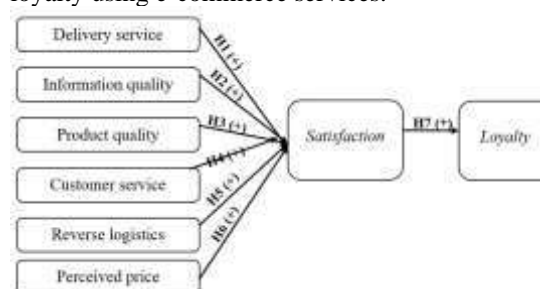 loyalty using e-commerce services.
Delivery service
H1 (+)
Information quality
H2 (+)
Product quality
H3 (+)
Satisfaction
H7 (+)
Loyalty
Customer service
H4 (+)
Reverse logistics
H5 (+)
Perceived price
H6 (+)